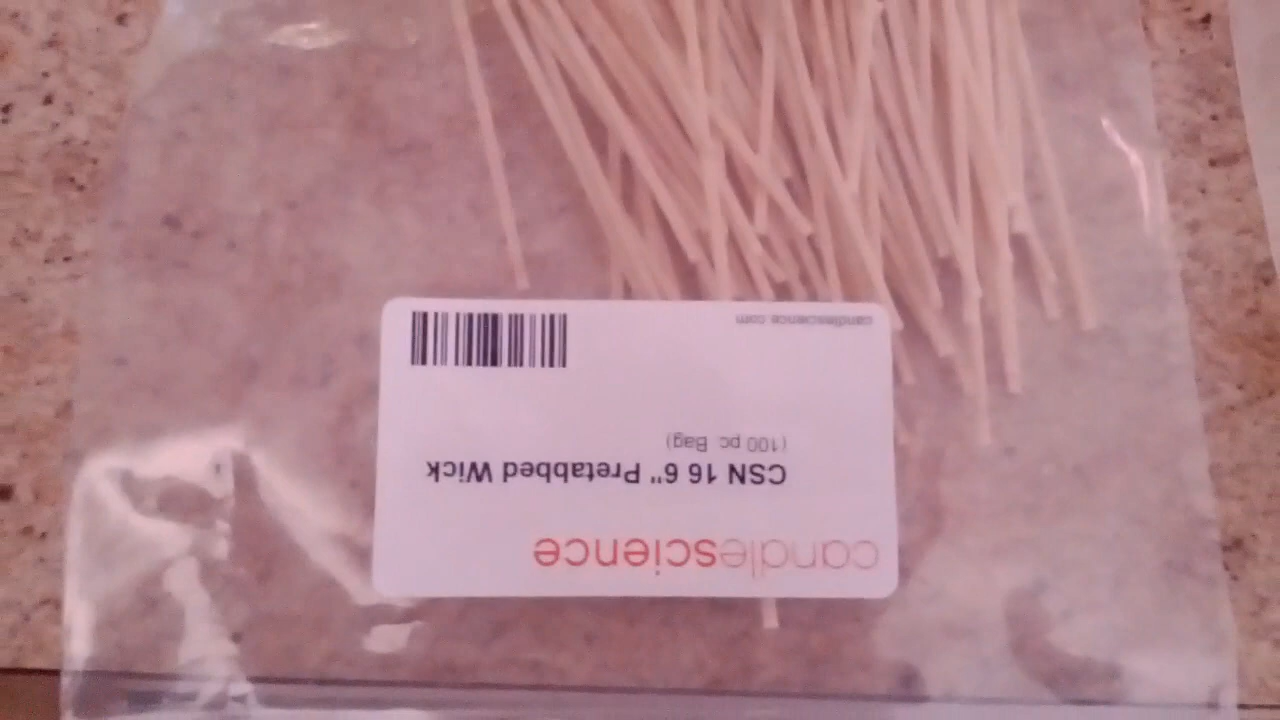 candlescience
CSN 16 6" Pretabbed Wick
(100 pc. Bag)
candlescience.com